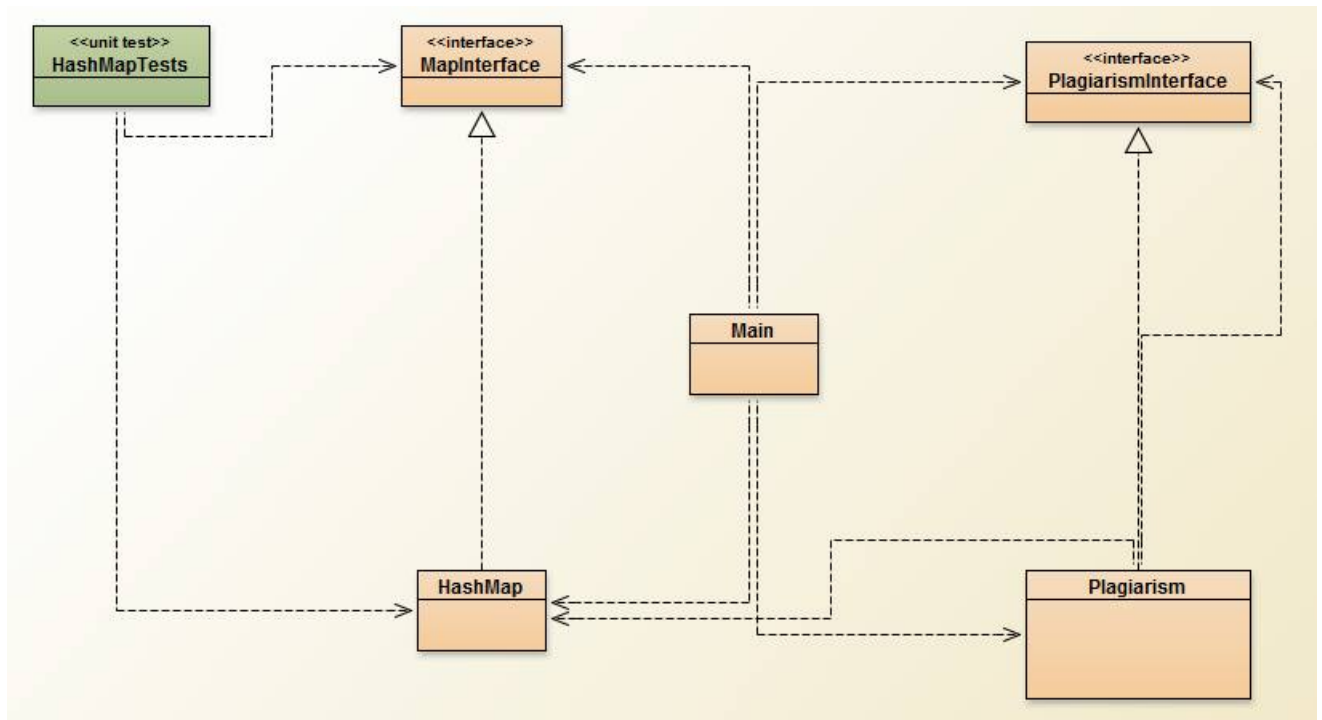 <<unit test>>
HashMapTests
<<interface>>
MapInterface
<<interface>>
PlagiarismInterface
Main
HashMap
Plagiarism